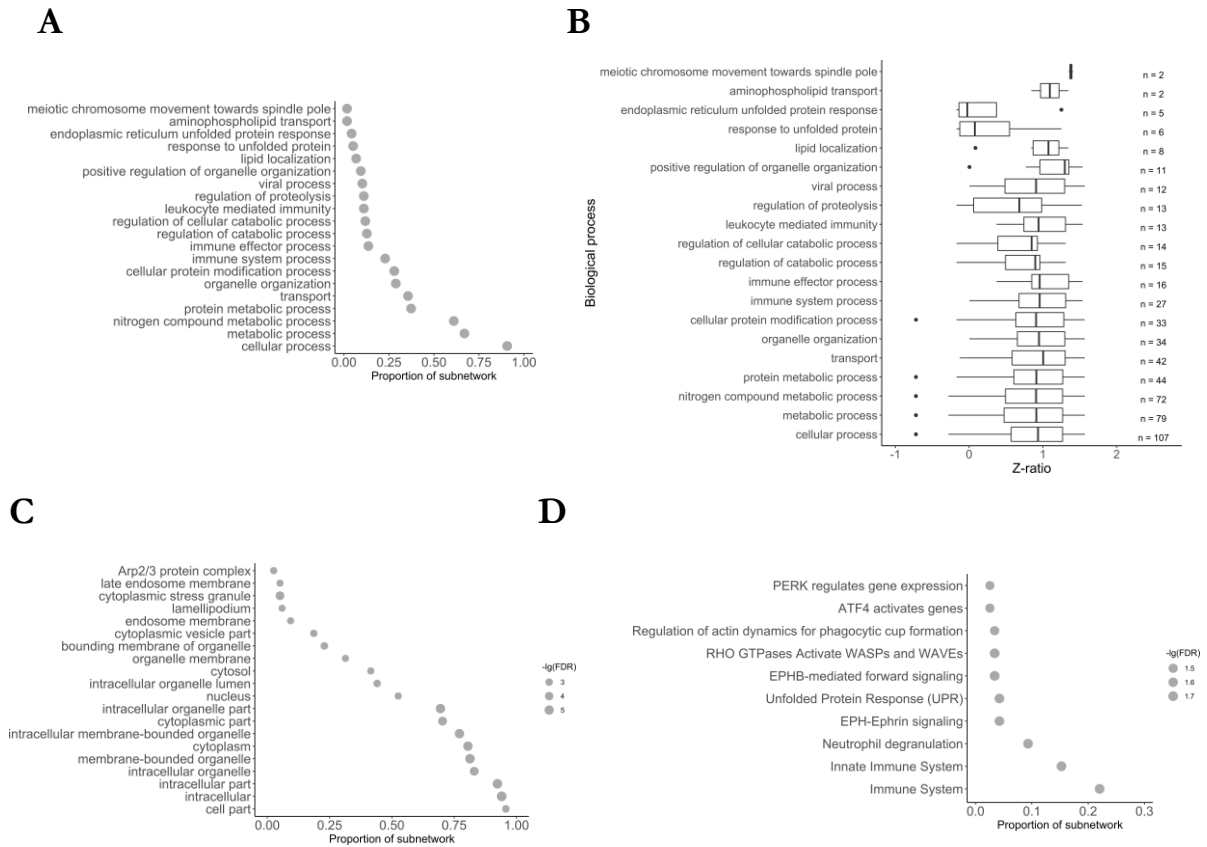 A
meiotic chromosome movement towards spindle pole
aminophospholipid transport
endoplasmic reticulum unfolded protein response
response to unfolded protein
lipid localization
positive regulation of organelle organization
viral process
regulation of proteolysis
leukocyte mediated immunity
regulation of cellular catabolic process
regulation of catabolic process
immune effector process
immune system process
cellular protein modification process
organelle organization
transport
protein metabolic process
nitrogen compound metabolic process
metabolic process
cellular process
0.00 0.25 0.50 0.75 1.00
Proportion of subnetwork
B
Biological process
meiotic chromosome movement towards spindle pole n = 2
aminophospholipid transport n = 2
endoplasmic reticulum unfolded protein response n = 5
response to unfolded protein n = 6
lipid localization n = 8
positive regulation of organelle organization n = 11
viral process n = 12
regulation of proteolysis n = 13
leukocyte mediated immunity n = 13
regulation of cellular catabolic process n = 14
regulation of catabolic process n = 15
immune effector process n = 16
immune system process n = 27
cellular protein modification process n = 33
organelle organization n = 34
transport n = 42
protein metabolic process n = 44
nitrogen compound metabolic process n = 72
metabolic process n = 79
cellular process n = 107
-1 0 1 2
Z-ratio
C
Arp2/3 protein complex
late endosome membrane
cytoplasmic stress granule
lamellipodium
endosome membrane
cytoplasmic vesicle part
bounding membrane of organelle
organelle membrane
cytosol
intracellular organelle lumen
nucleus
intracellular organelle part
cytoplasmic part
intracellular membrane-bounded organelle
cytoplasm
membrane-bounded organelle
intracellular organelle
intracellular part
intracellular
cell part
0.00 0.25 0.50 0.75 1.00
Proportion of subnetwork
-lg(FDR)
3
4
5
D
PERK regulates gene expression
ATF4 activates genes
Regulation of actin dynamics for phagocytic cup formation
RHO GTPases Activate WASPs and WAVEs
EPHB-mediated forward signaling
Unfolded Protein Response (UPR)
EPH-Ephrin signaling
Neutrophil degranulation
Innate Immune System
Immune System
0.0 0.1 0.2 0.3
Proportion of subnetwork
-lg(FDR)
1.5
1.6
1.7